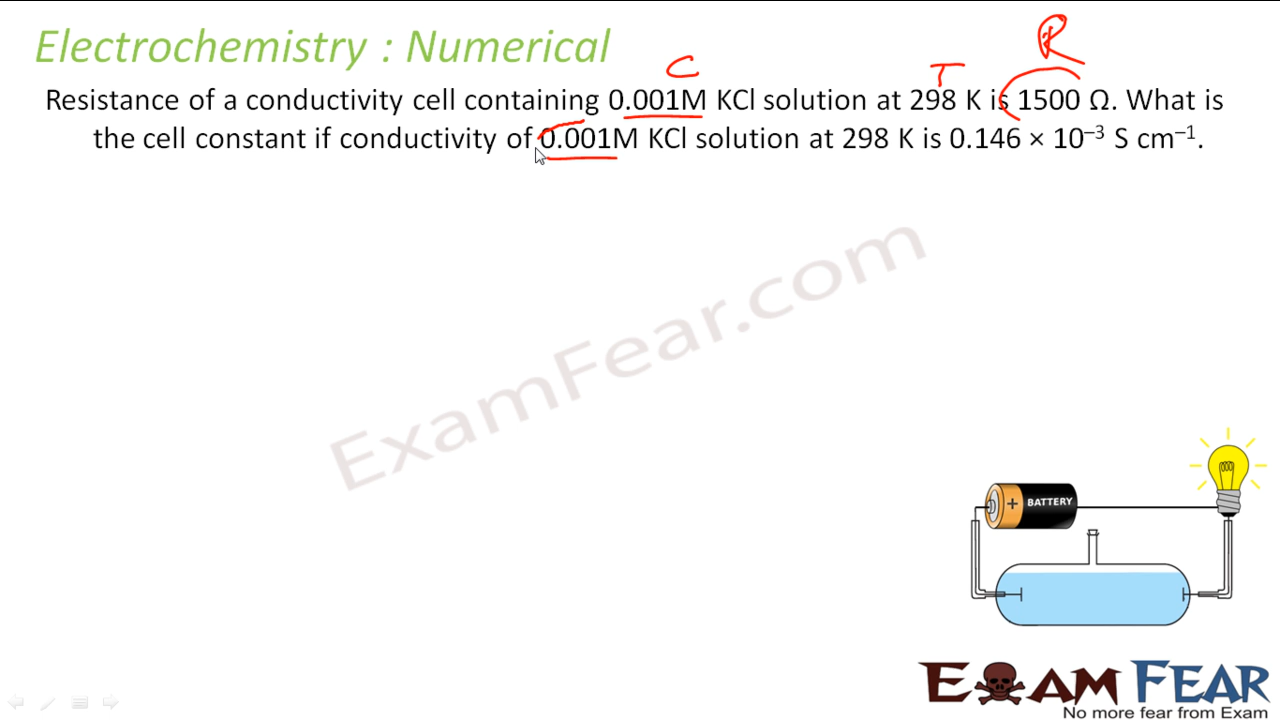 Electrochemistry : Numerical
R
C T
Resistance of a conductivity cell containing 0.001M KCl solution at 298 K is 1500 Ω. What is
the cell constant if conductivity of 0.001M KCl solution at 298 K is 0.146 × 10⁻³ S cm⁻¹.
ExamFear.com
+ BATTERY
EXAM FEAR
No more fear from Exam